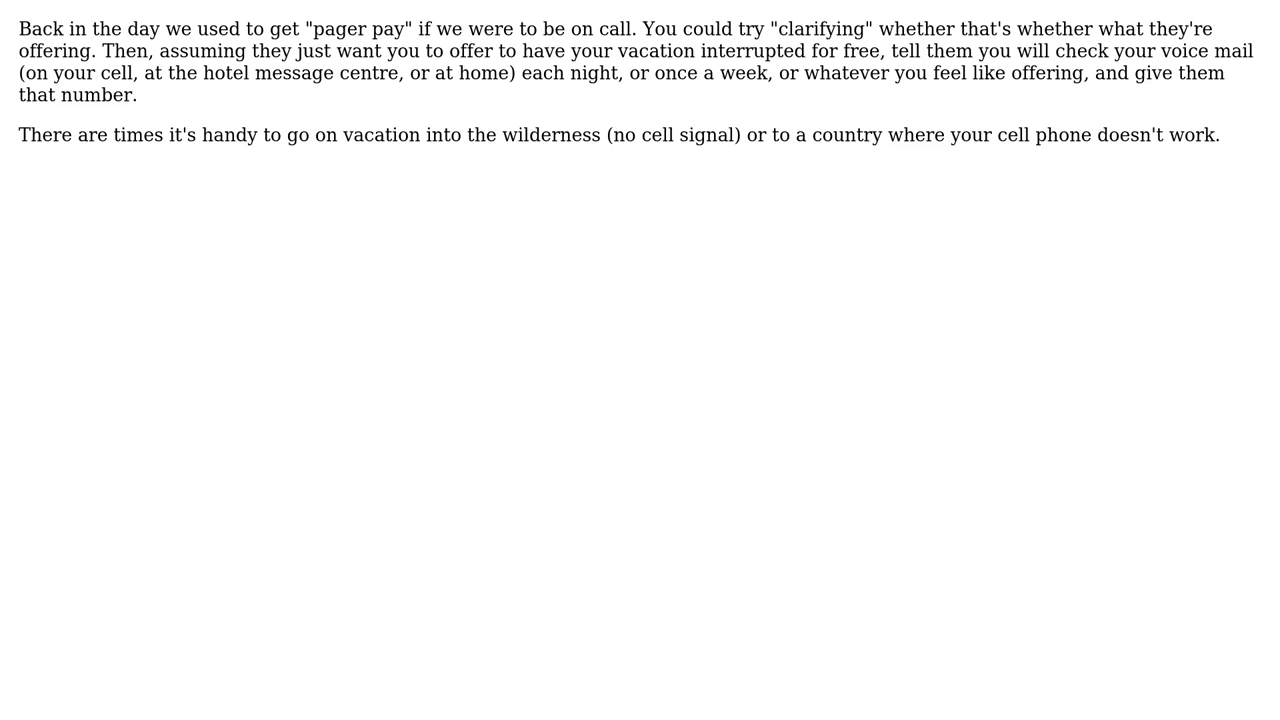 Back in the day we used to get "pager pay" if we were to be on call. You could try "clarifying" whether that's whether what they're
offering. Then, assuming they just want you to offer to have your vacation interrupted for free, tell them you will check your voice mail
(on your cell, at the hotel message centre, or at home) each night, or once a week, or whatever you feel like offering, and give them
that number.
There are times it's handy to go on vacation into the wilderness (no cell signal) or to a country where your cell phone doesn't work.